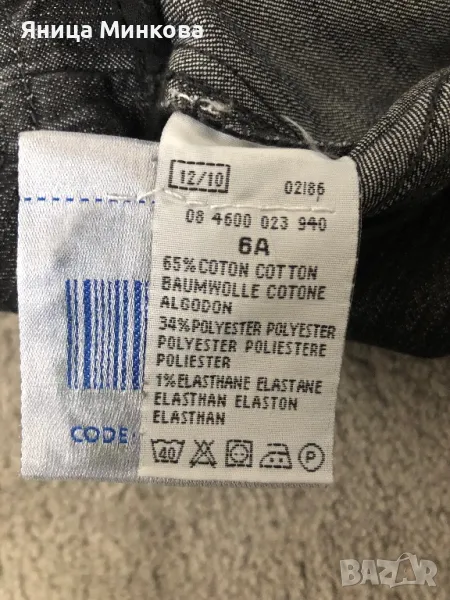 Яница Минкова
12/10 02186
08 4600 023 940
6A
65% COTON COTTON
BAUMWOLLE COTONE
ALGODON
34% POLYESTER POLYESTER
POLYESTER POLIESTERE
POLIESTER
1% ELASTHANE ELASTANE
ELASTHAN ELASTON
ELASTHAN
CODE
40 P
BAZAR